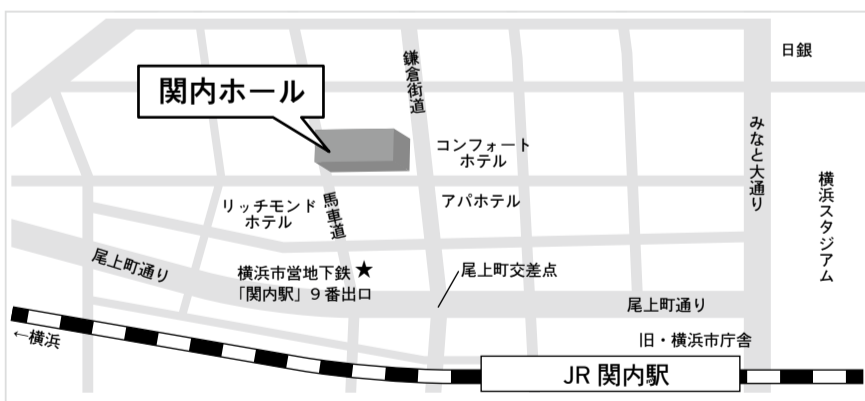 日銀
鎌倉街道
関内ホール
みなと大通り
コンフォート
ホテル
横浜スタジアム
リッチモンド
ホテル
馬車道
アパホテル
尾上町通り
横浜市営地下鉄 ★
「関内駅」9番出口
尾上町交差点
尾上町通り
←横浜
旧・横浜市庁舎
JR 関内駅